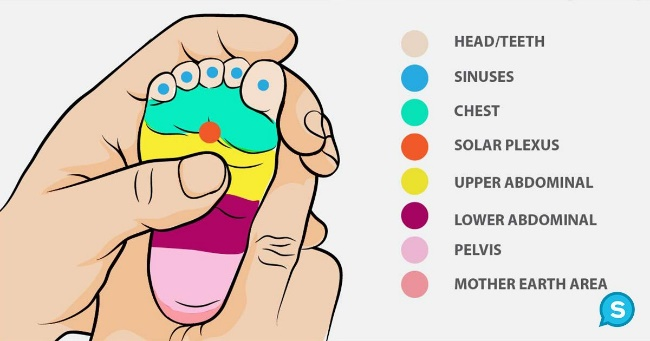 HEAD/TEETH
SINUSES
CHEST
SOLAR PLEXUS
UPPER ABDOMINAL
LOWER ABDOMINAL
PELVIS
MOTHER EARTH AREA
S